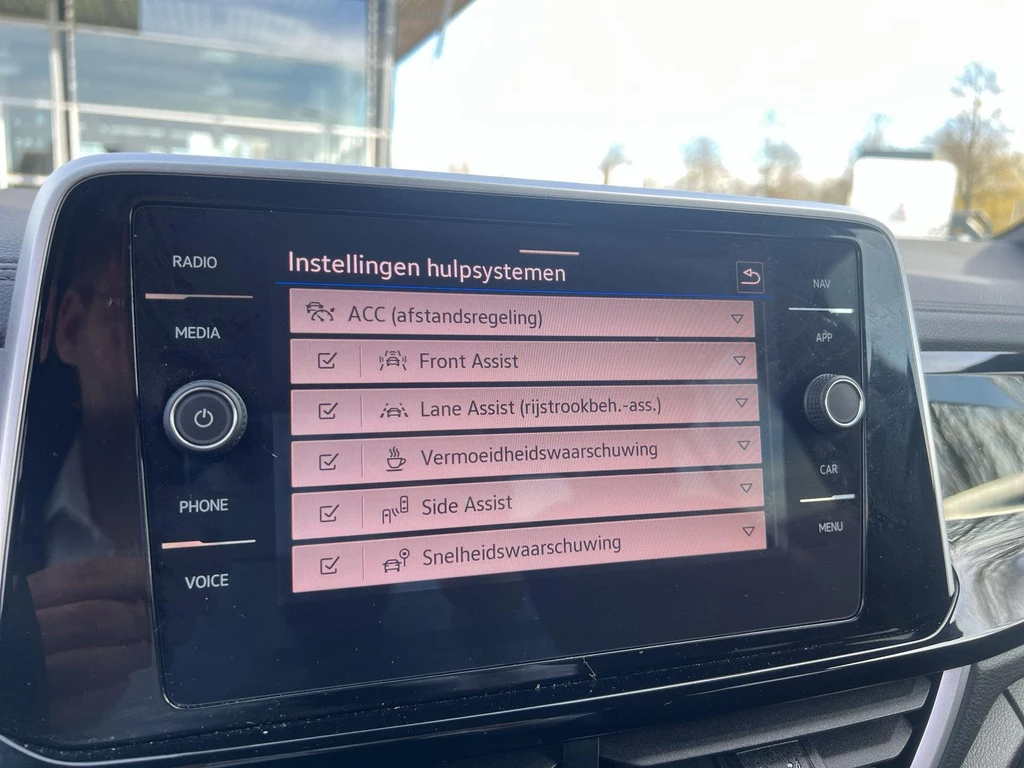 Instellingen hulpsystemen
ACC (afstandsregeling)
Front Assist
Lane Assist (rijstrookbeh.-ass.)
Vermoeidheidswaarschuwing
Side Assist
Snelheidswaarschuwing
RADIO
MEDIA
PHONE
VOICE
NAV
APP
CAR
MENU